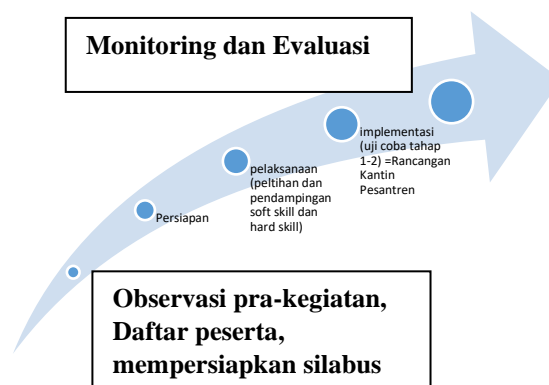 Monitoring dan Evaluasi
implementasi
(uji coba tahap
1-2) =Rancangan
Kantin
Pesantren
pelaksanaan
(peltihan dan
pendampingan
soft skill dan
hard skill)
Persiapan
Observasi pra-kegiatan,
Daftar peserta,
mempersiapkan silabus